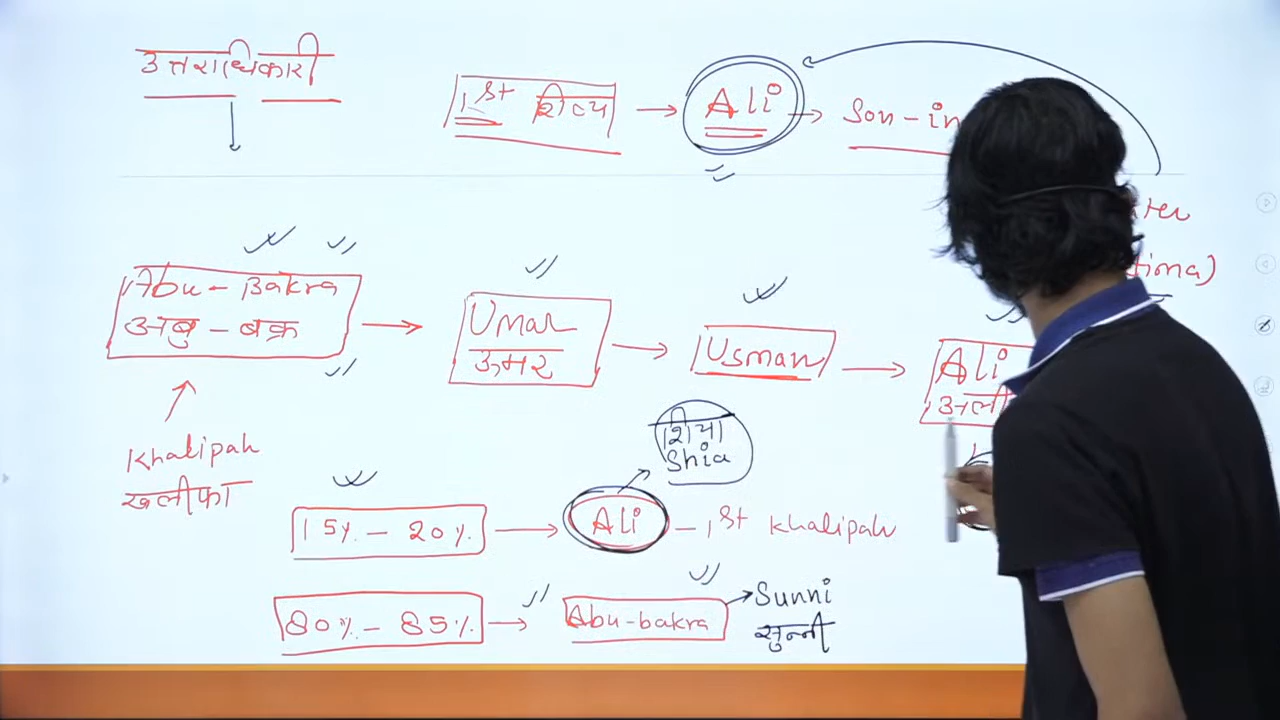 उत्तराधिकारी
1st शिष्य → Ali → Son-in
Abu - Bakra
अबु - बक्र
→ Umar
उमर
→ Usman
→ Ali
अली
Khalipah
खलीफा
शिया
Shia
15% - 20% → Ali - 1st Khalipah
80% - 85% → Abu-bakra → Sunni
सुन्नी